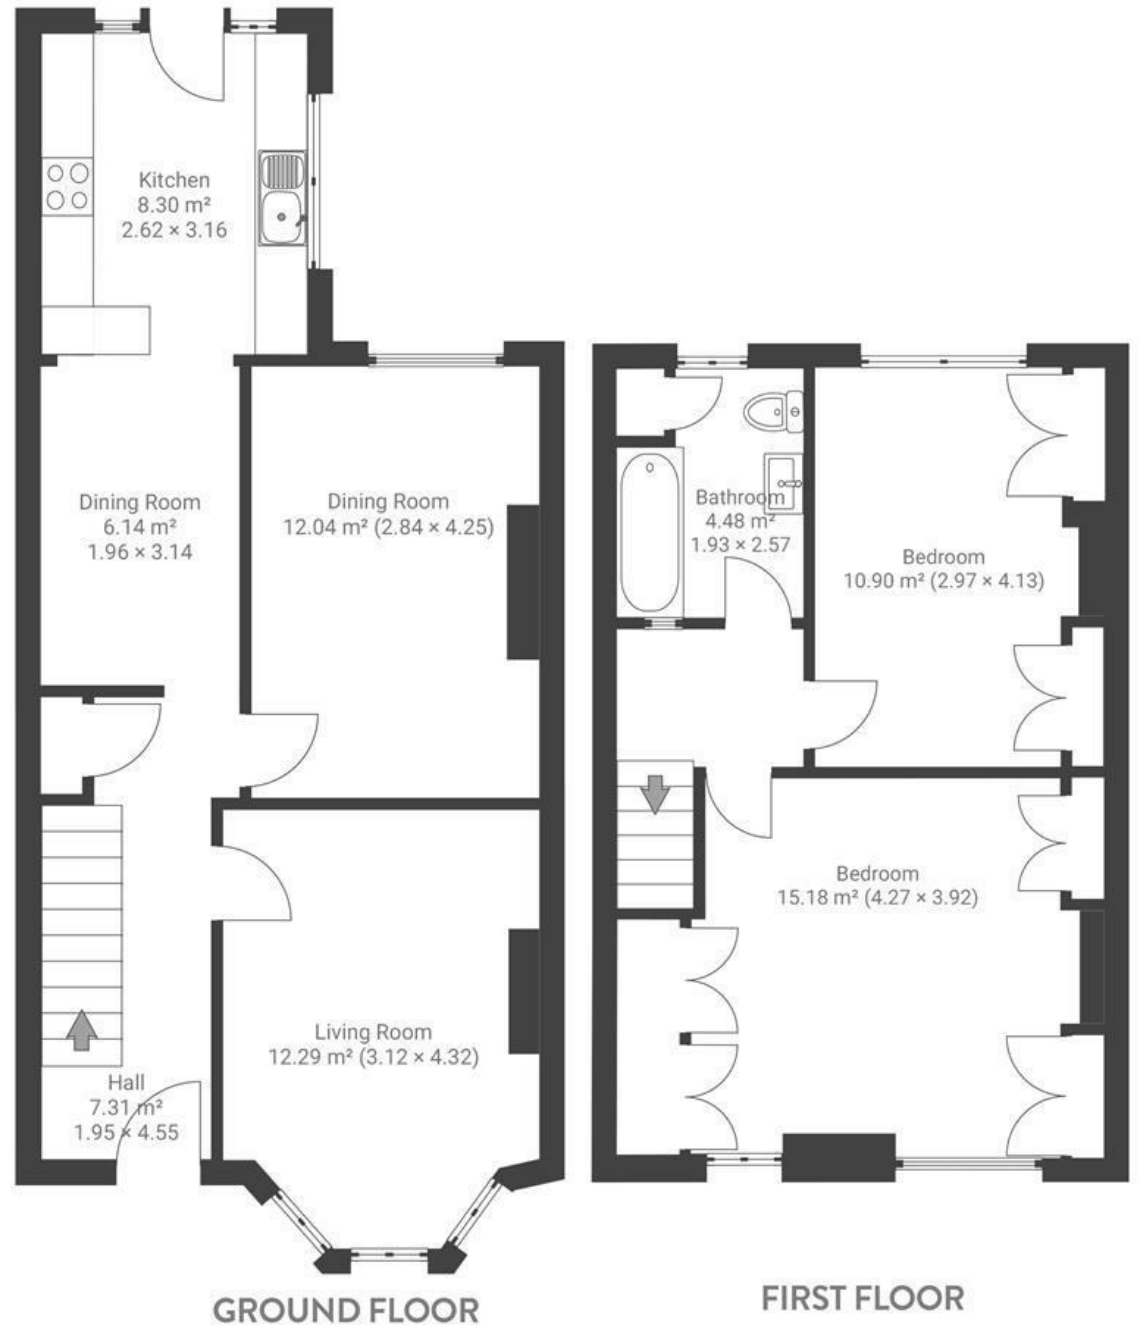 Kitchen
8.30 m²
2.62 × 3.16
Dining Room
6.14 m²
1.96 × 3.14
Dining Room
12.04 m² (2.84 × 4.25)
Living Room
12.29 m² (3.12 × 4.32)
Hall
7.31 m²
1.95 × 4.55
GROUND FLOOR
Bathroom
4.48 m²
1.93 × 2.57
Bedroom
10.90 m² (2.97 × 4.13)
Bedroom
15.18 m² (4.27 × 3.92)
FIRST FLOOR